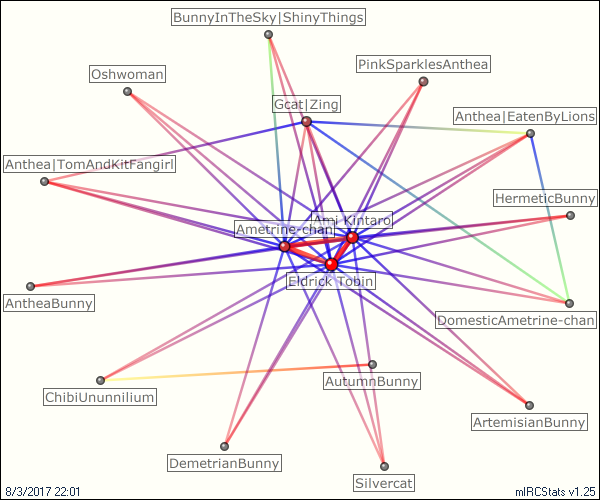 BunnyInTheSky|ShinyThings
PinkSparklesAnthea
Oshwoman
Gcat|Zing
Anthea|EatenByLions
Anthea|TomAndKitFangirl
HermeticBunny
Ami Kintaro
Ametrine-chan
Eldrick Tobin
AntheaBunny
DomesticAmetrine-chan
AutumnBunny
ChibiUnunnilium
ArtemisianBunny
DemetrianBunny
Silvercat
8/3/2017 22:01
mIRCStats v1.25